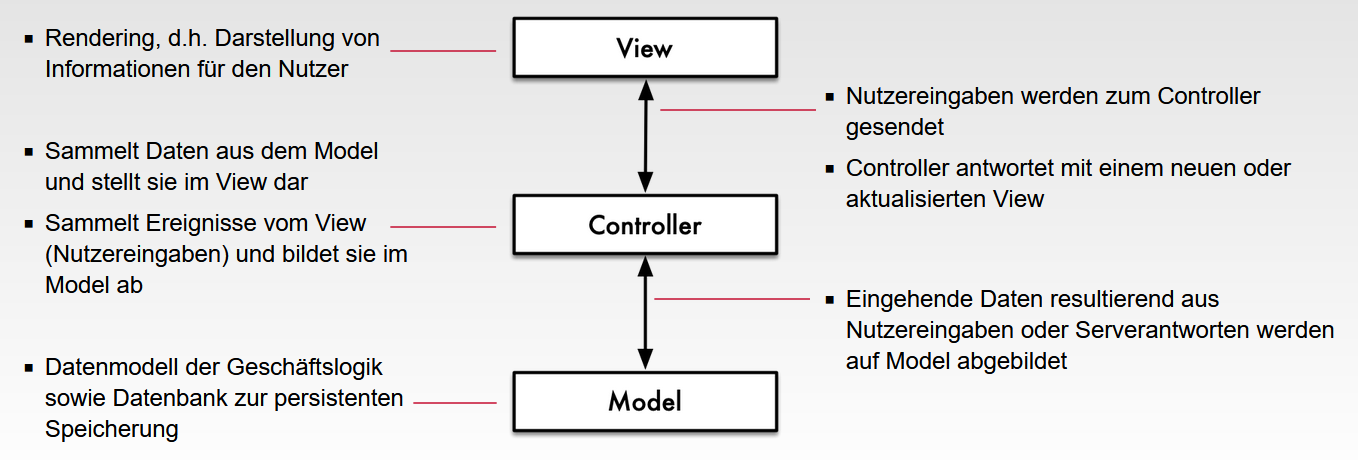 ▪ Rendering, d.h. Darstellung von
Informationen für den Nutzer
View
▪ Nutzereingaben werden zum Controller
gesendet
▪ Controller antwortet mit einem neuen oder
aktualisierten View
▪ Sammelt Daten aus dem Model
und stellt sie im View dar
▪ Sammelt Ereignisse vom View
(Nutzereingaben) und bildet sie im
Model ab
Controller
▪ Eingehende Daten resultierend aus
Nutzereingaben oder Serverantworten werden
auf Model abgebildet
▪ Datenmodell der Geschäftslogik
sowie Datenbank zur persistenten
Speicherung
Model